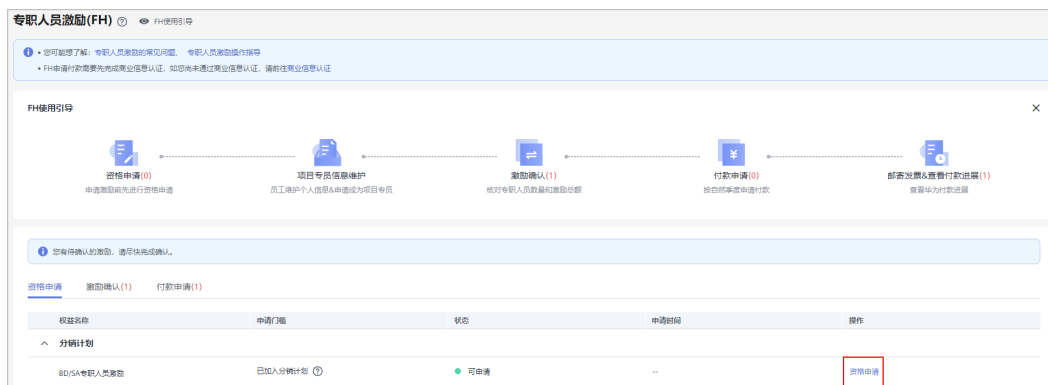 专职人员激励(FH) ? FH使用引导
• 您可能想了解：专职人员激励的常见问题、 专职人员激励操作指导
• FH申请付款需要先完成商业信息认证，如您尚未通过商业信息认证，请前往商业信息认证
FH使用引导
资格申请(0) 项目专员信息维护 激励确认(1) 付款申请(0) 邮寄发票&查看付款进展(1)
申请激励前先进行资格申请 员工维护个人信息&申请成为项目专员 核对专职人员数量和激励总额 按自然季度申请付款 查看华为付款进展
您有待确认的激励，请尽快完成确认。
资格申请 激励确认(1) 付款申请(1)
权益名称 申请门槛 状态 申请时间 操作
分销计划
BD/SA专职人员激励 已加入分销计划 ? 可申请 -- 资格申请